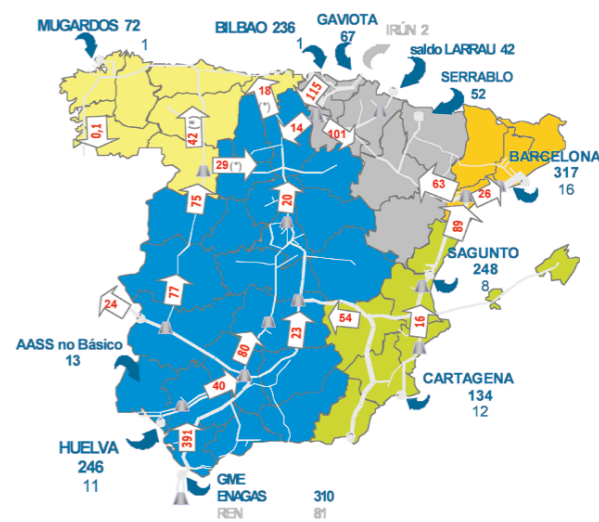 MUGARDOS 72
1
BILBAO 236
1
GAVIOTA
67
IRÚN 2
saldo LARRAU 42
SERRABLO
52
18
(*)
115
14
101
0,1
42 (*)
29 (*)
63
26
BARCELONA
317
16
75
20
89
SAGUNTO
248
8
77
24
54
16
23
80
AASS no Básico
13
40
CARTAGENA
134
12
HUELVA
246
11
391
GME
ENAGAS 310
REN 81